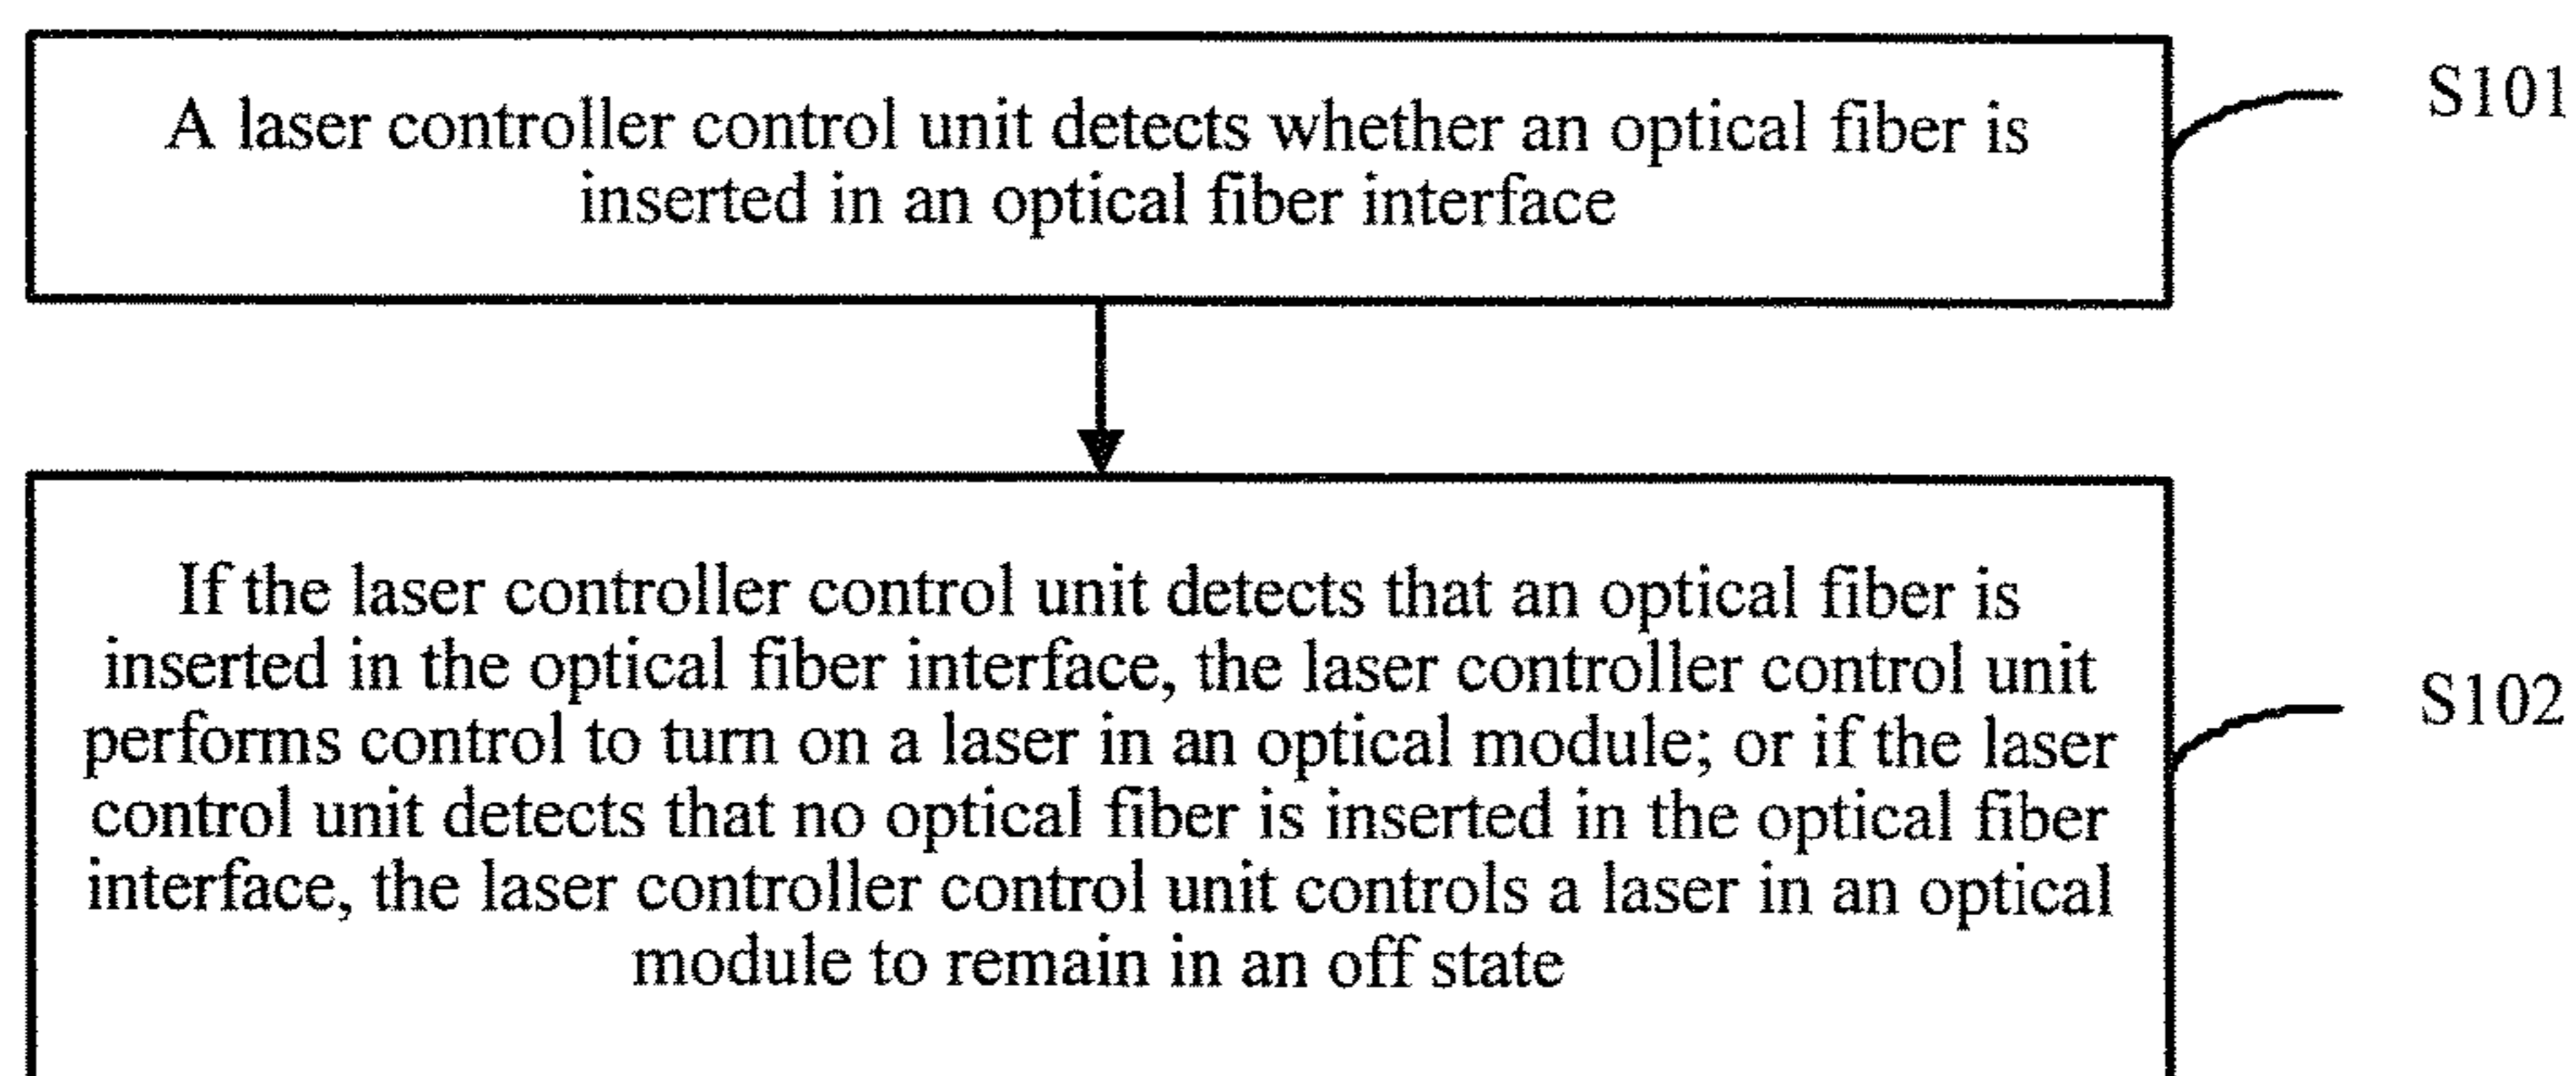 A laser controller control unit detects whether an optical fiber is
inserted in an optical fiber interface
S101
If the laser controller control unit detects that an optical fiber is
inserted in the optical fiber interface, the laser controller control unit
performs control to turn on a laser in an optical module; or if the laser
control unit detects that no optical fiber is inserted in the optical fiber
interface, the laser controller control unit controls a laser in an optical
module to remain in an off state
S102